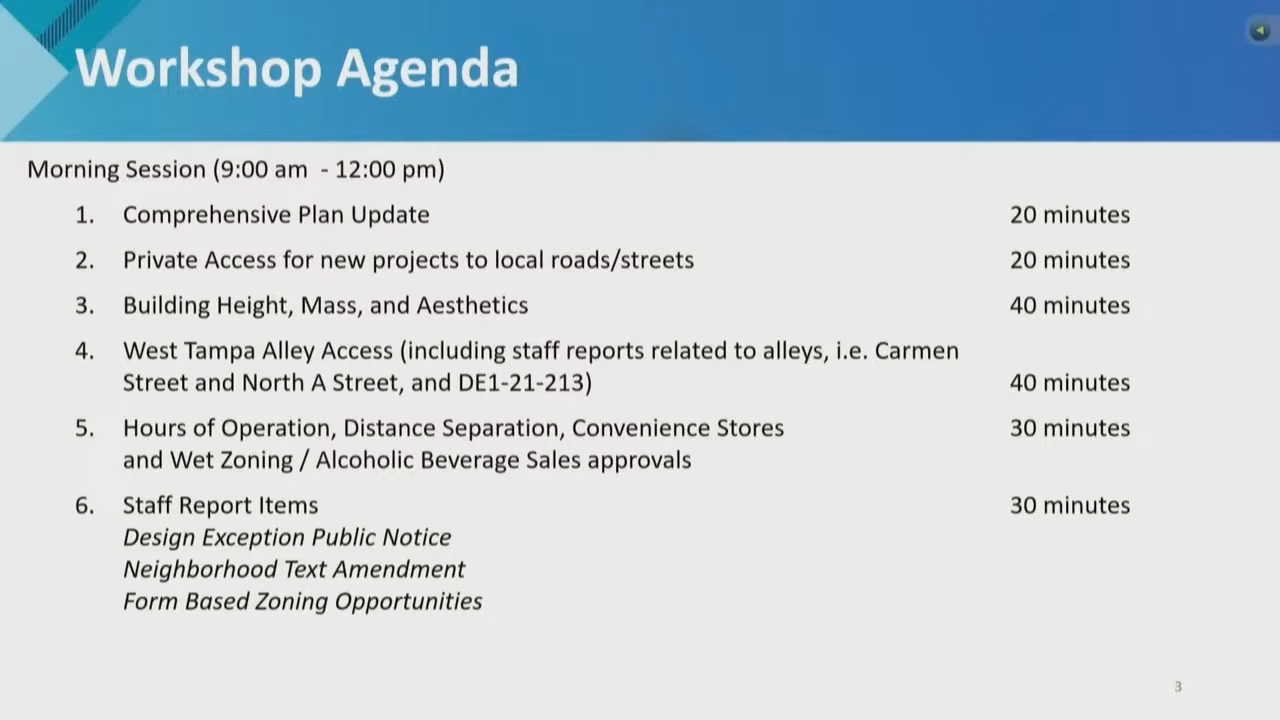 Workshop Agenda
Morning Session (9:00 am  - 12:00 pm)
1. Comprehensive Plan Update 20 minutes
2. Private Access for new projects to local roads/streets 20 minutes
3. Building Height, Mass, and Aesthetics 40 minutes
4. West Tampa Alley Access (including staff reports related to alleys, i.e. Carmen
Street and North A Street, and DE1-21-213) 40 minutes
5. Hours of Operation, Distance Separation, Convenience Stores 30 minutes
and Wet Zoning / Alcoholic Beverage Sales approvals
6. Staff Report Items 30 minutes
Design Exception Public Notice
Neighborhood Text Amendment
Form Based Zoning Opportunities
3